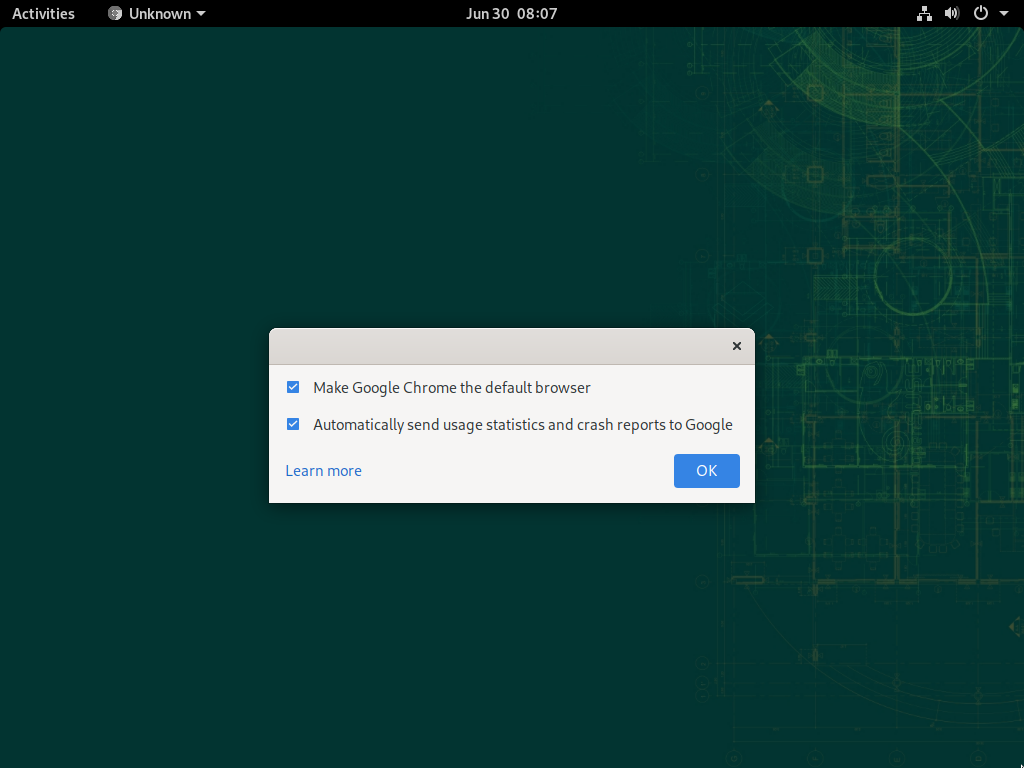 Activities Unknown Jun 30 08:07
Make Google Chrome the default browser
Automatically send usage statistics and crash reports to Google
Learn more OK